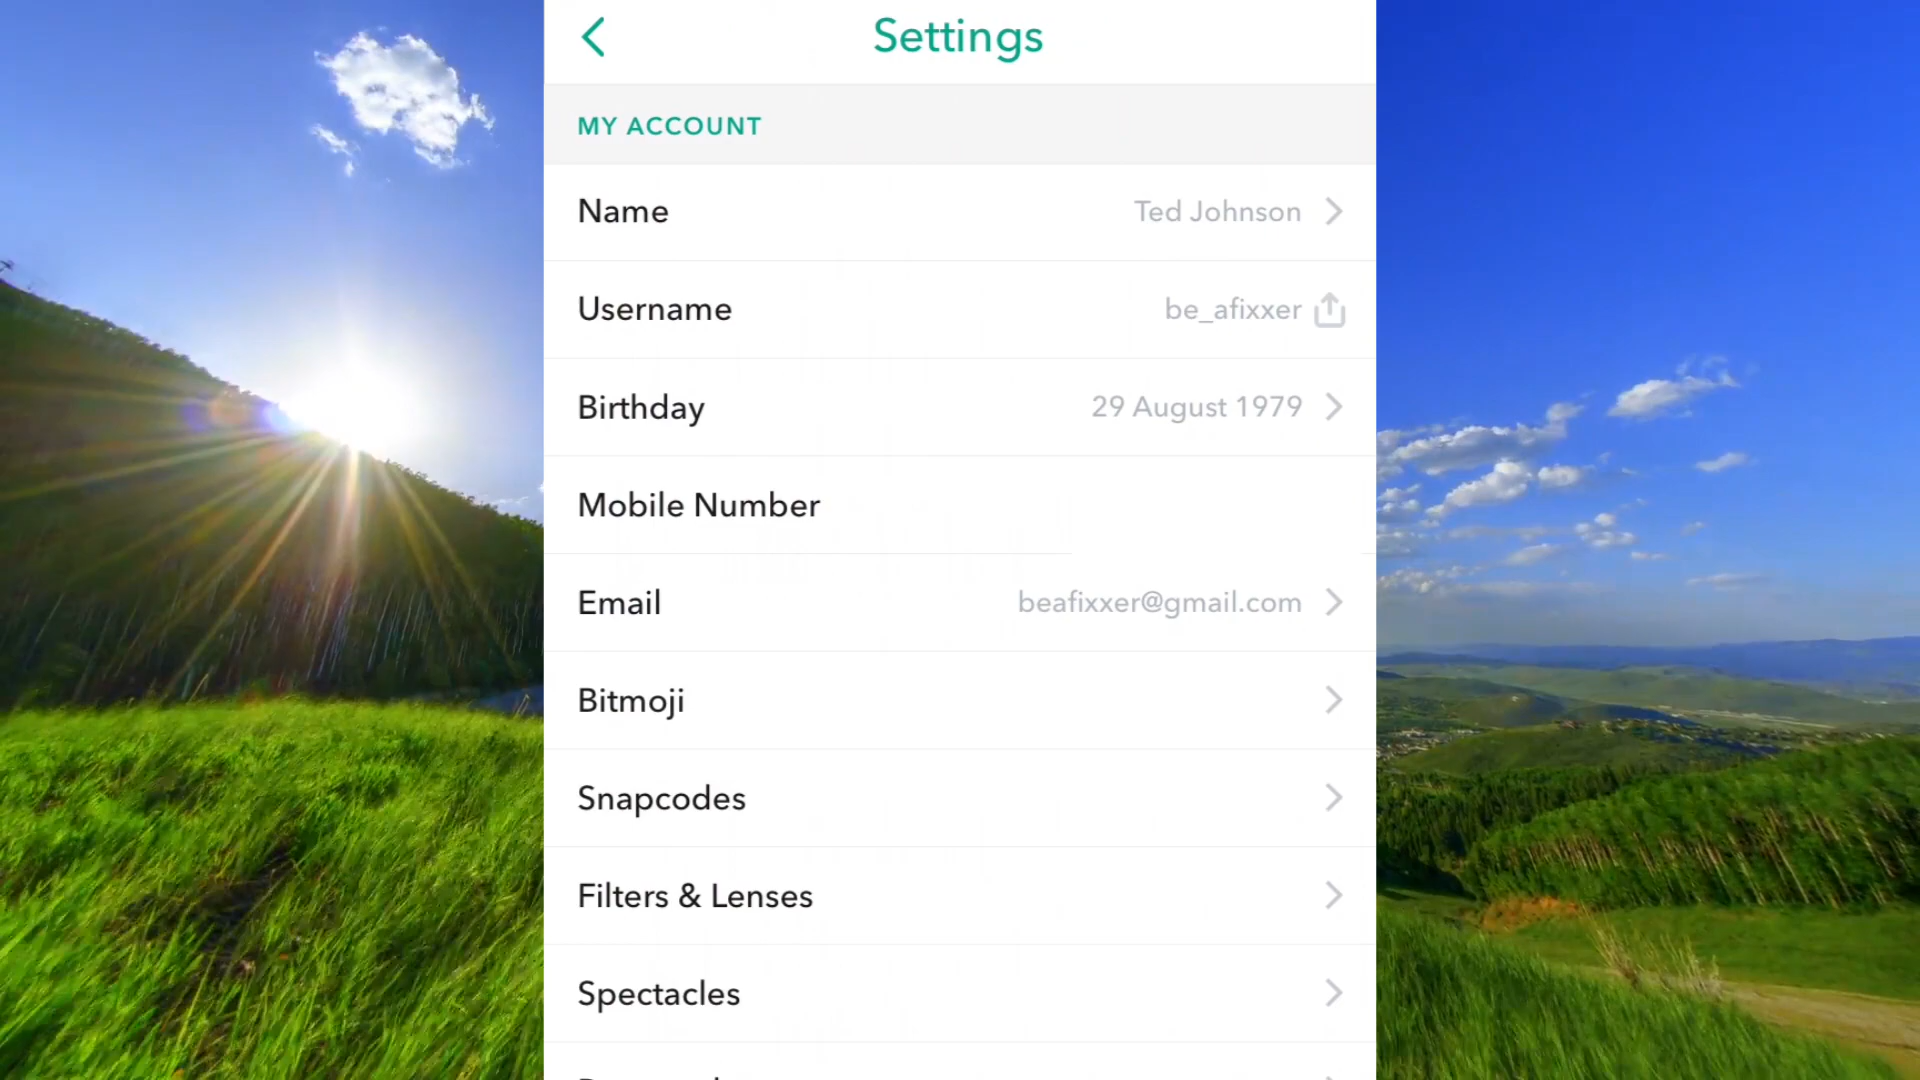 Settings
MY ACCOUNT
Name Ted Johnson
Username be_afixxer
Birthday 29 August 1979
Mobile Number
Email beafixxer@gmail.com
Bitmoji
Snapcodes
Filters & Lenses
Spectacles